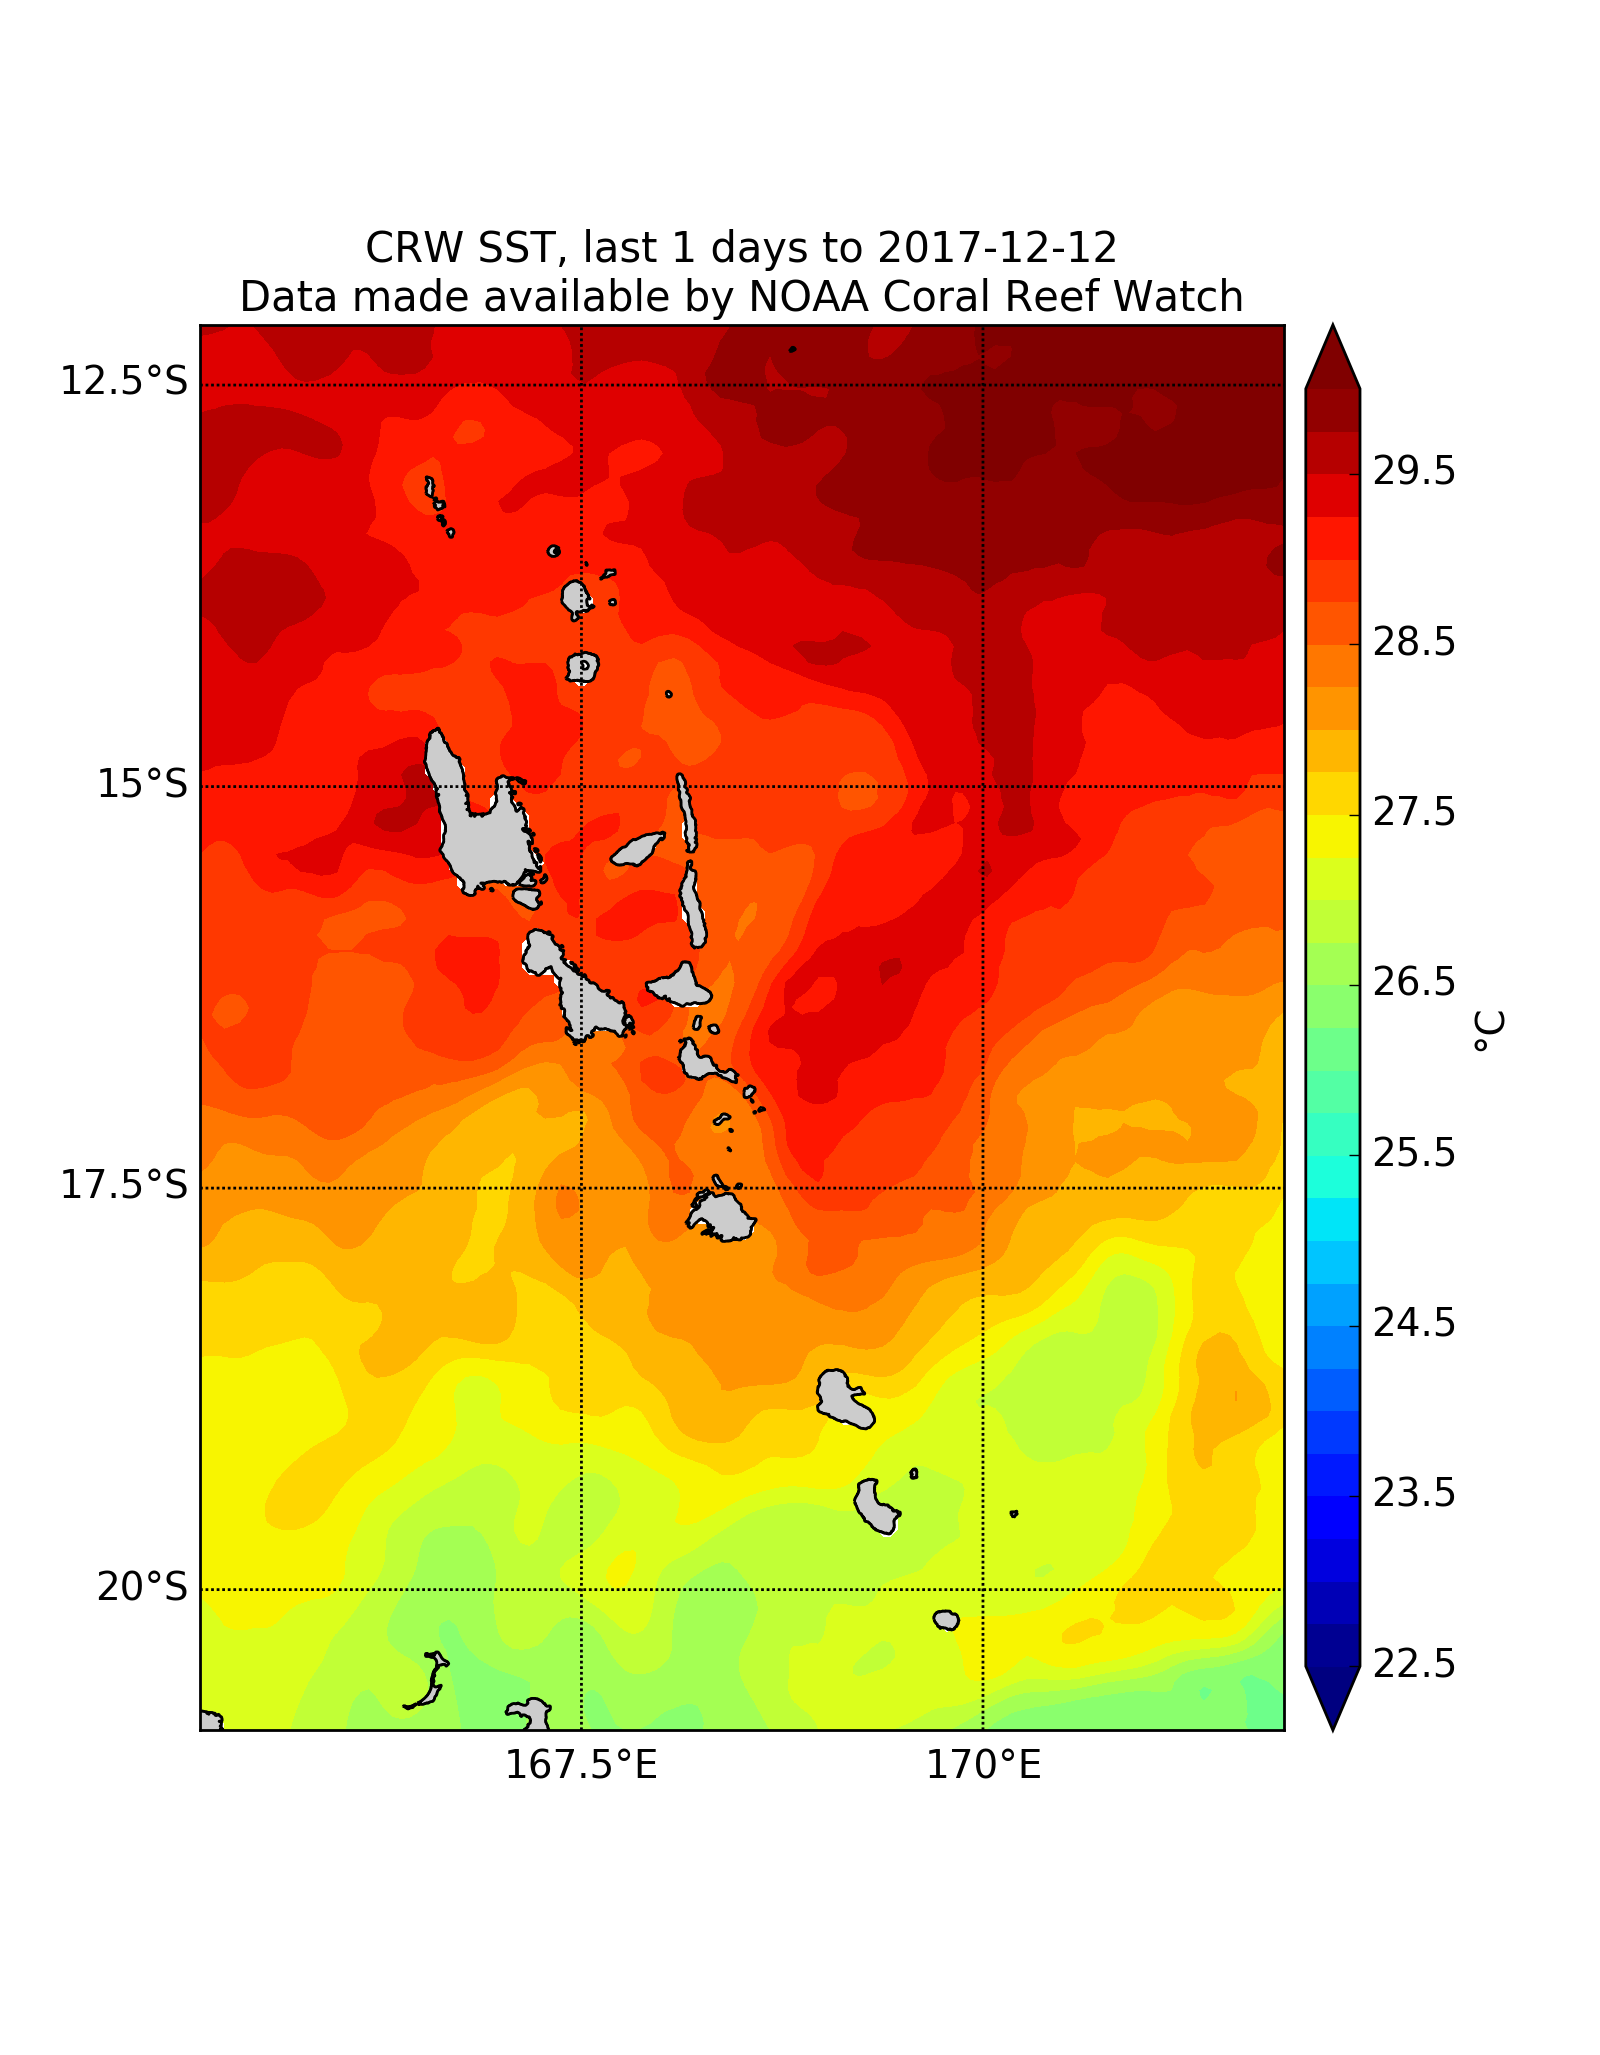 CRW SST, last 1 days to 2017-12-12
Data made available by NOAA Coral Reef Watch
12.5°S
15°S
17.5°S
20°S
167.5°E
170°E
29.5
28.5
27.5
26.5
25.5
24.5
23.5
22.5
°C